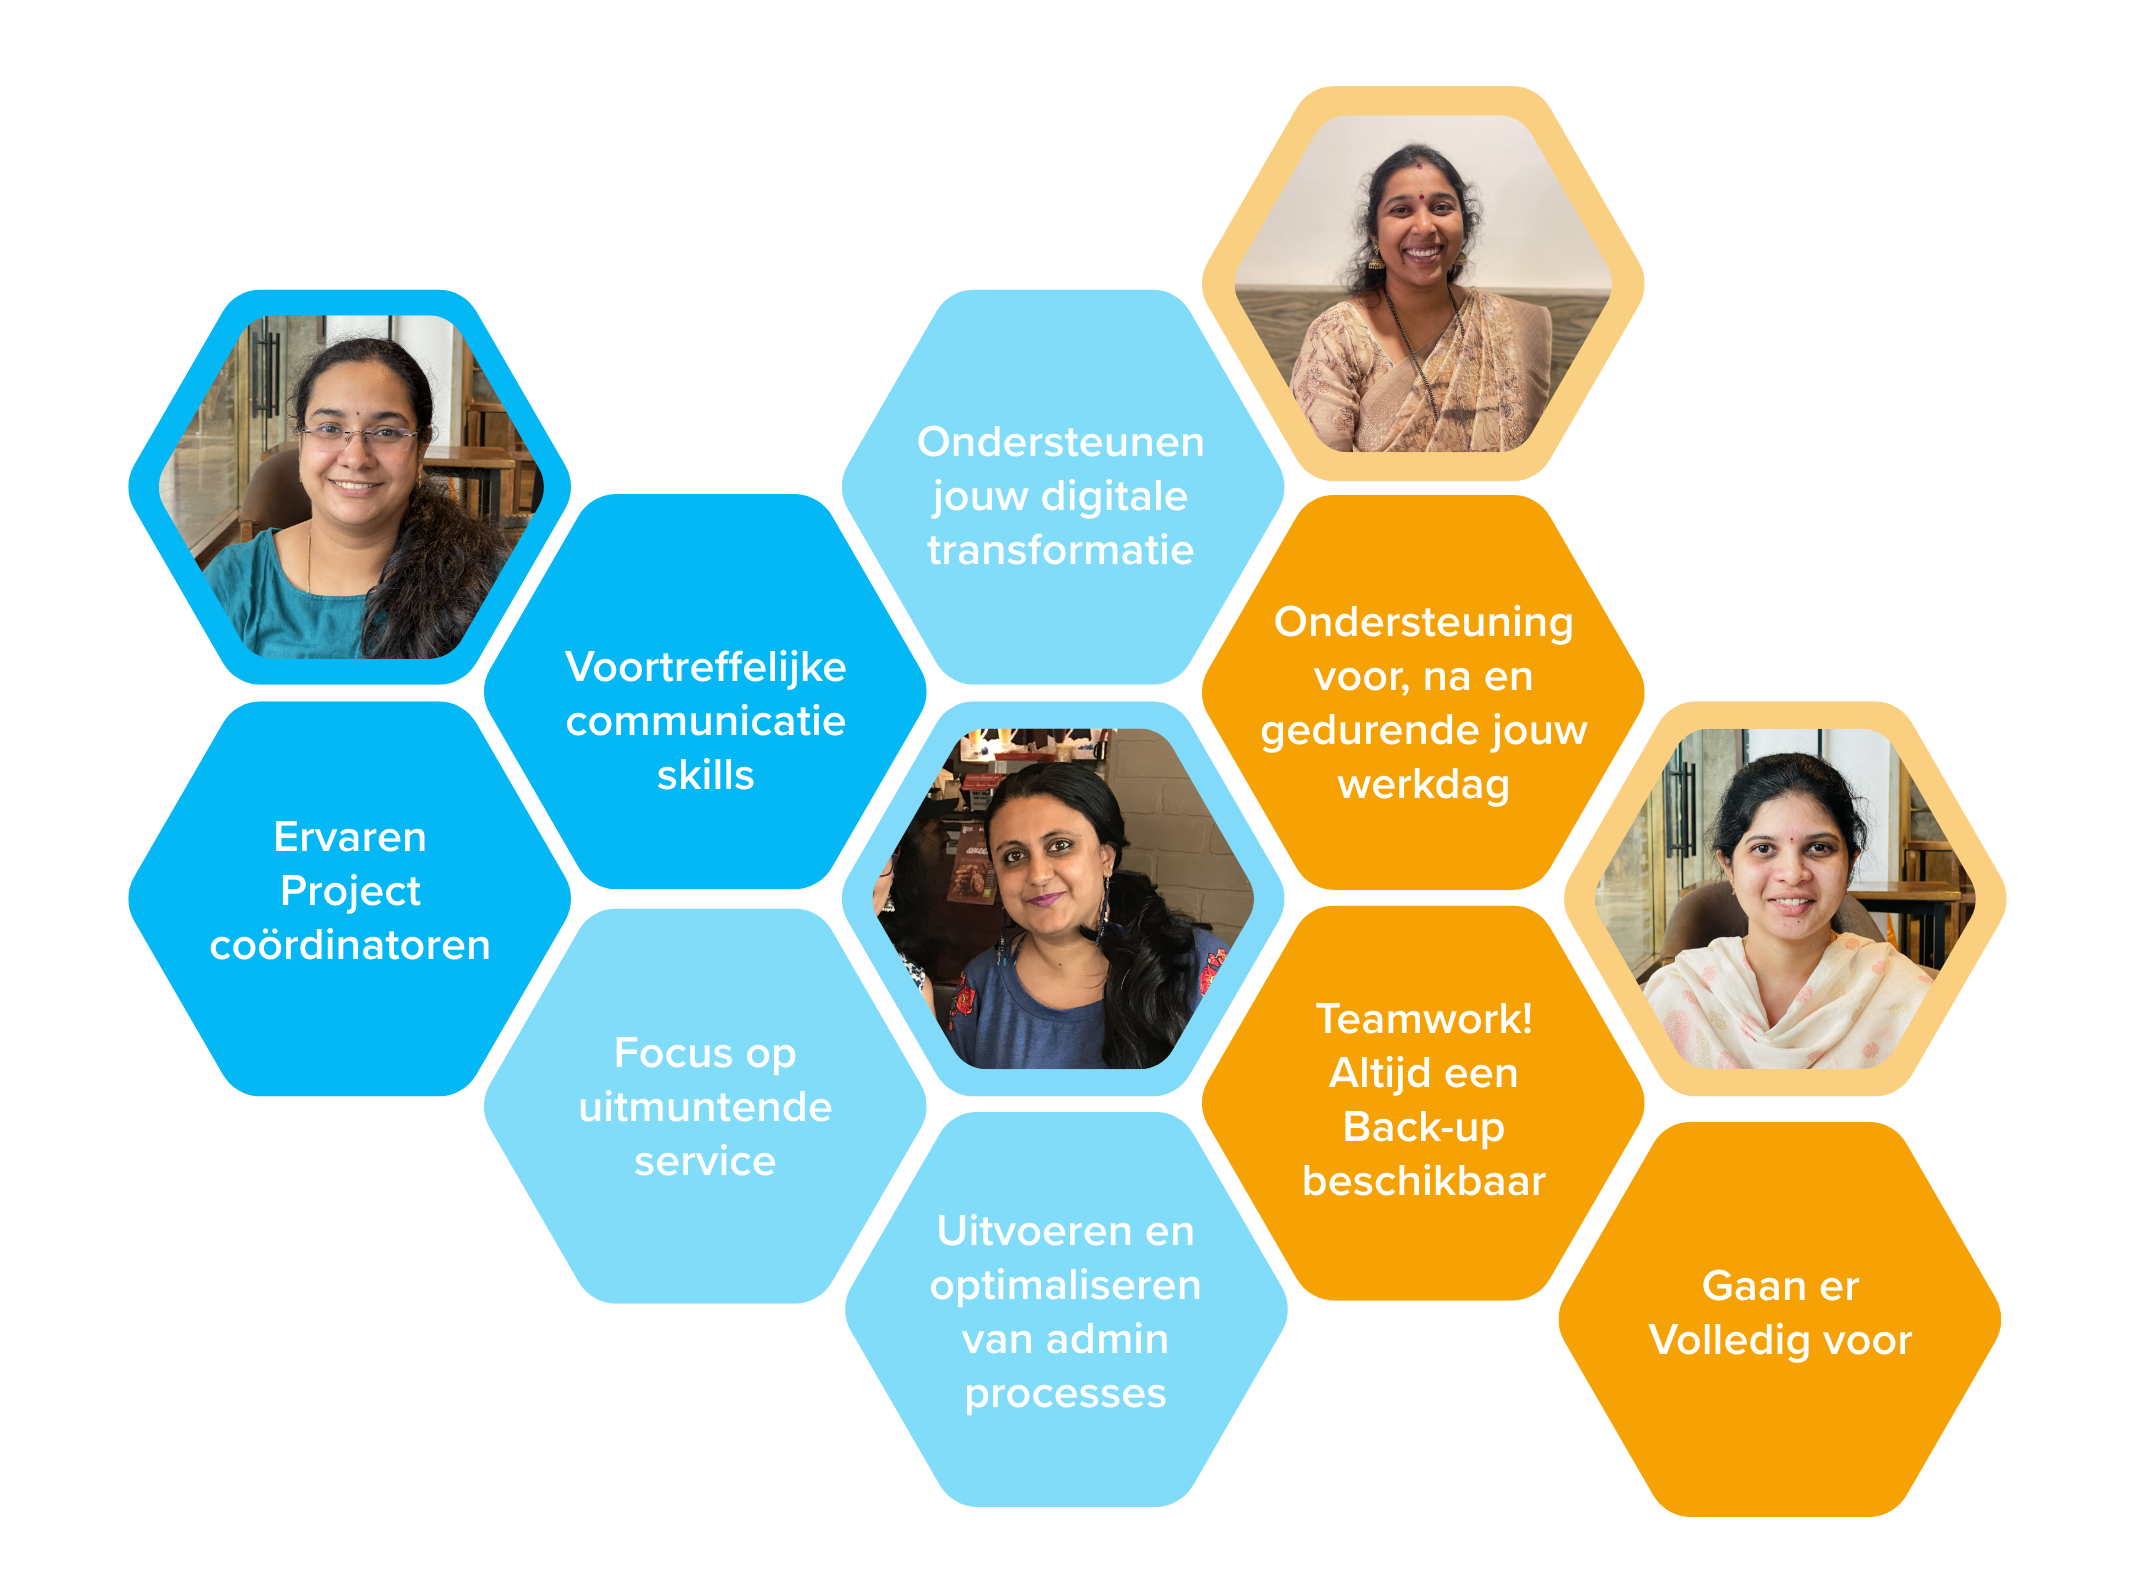 Ervaren
Project
coördinatoren
Voortreffelijke
communicatie
skills
Focus op
uitmuntende
service
Ondersteunen
jouw digitale
transformatie
Uitvoeren en
optimaliseren
van admin
processes
Ondersteuning
voor, na en
gedurende jouw
werkdag
Teamwork!
Altijd een
Back-up
beschikbaar
Gaan er
Volledig voor